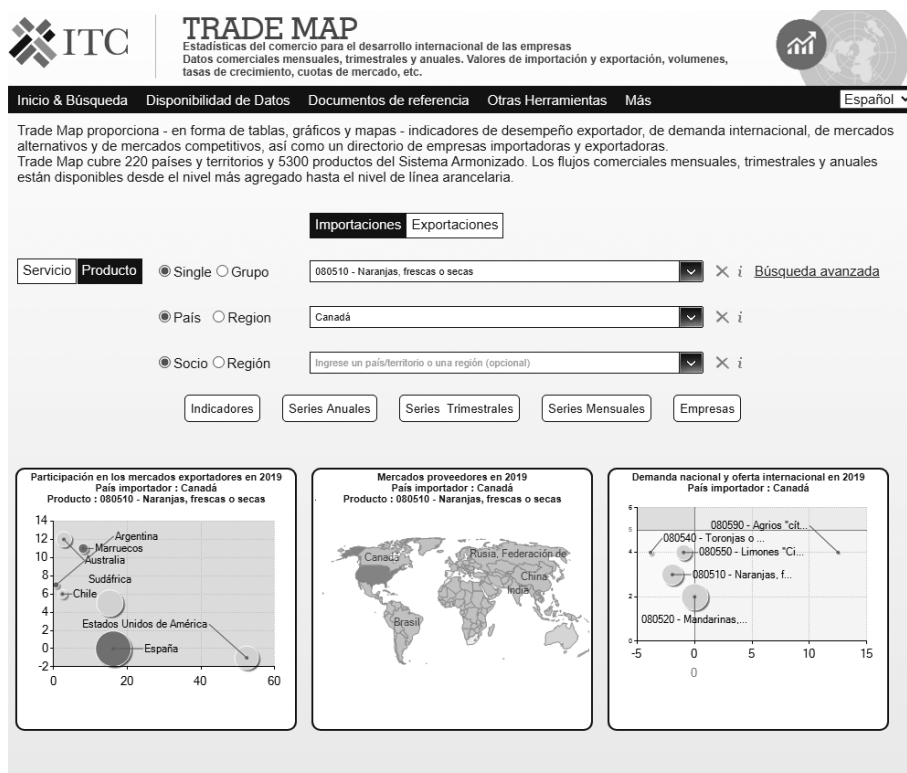 ITC
TRADE MAP
Estadísticas del comercio para el desarrollo internacional de las empresas
Datos comerciales mensuales, trimestrales y anuales. Valores de importación y exportación, volumenes,
tasas de crecimiento, cuotas de mercado, etc.
Inicio & Búsqueda Disponibilidad de Datos Documentos de referencia Otras Herramientas Más Español
Trade Map proporciona - en forma de tablas, gráficos y mapas - indicadores de desempeño exportador, de demanda internacional, de mercados
alternativos y de mercados competitivos, así como un directorio de empresas importadoras y exportadoras.
Trade Map cubre 220 países y territorios y 5300 productos del Sistema Armonizado. Los flujos comerciales mensuales, trimestrales y anuales
están disponibles desde el nivel más agregado hasta el nivel de línea arancelaria.
Importaciones Exportaciones
Servicio Producto Single Grupo 080510 - Naranjas, frescas o secas i Búsqueda avanzada
País Region Canadá i
Socio Región Ingrese un país/territorio o una región (opcional) i
Indicadores Series Anuales Series Trimestrales Series Mensuales Empresas
Participación en los mercados exportadores en 2019
País importador : Canadá
Producto : 080510 - Naranjas, frescas o secas
14
12
10
8
6
4
2
0
-2
0 20 40 60
Argentina
Marruecos
Australia
Sudáfrica
Chile
Estados Unidos de América
España
Mercados proveedores en 2019
País importador : Canadá
Producto : 080510 - Naranjas, frescas o secas
Canadá
Rusia, Federación de
China
India
Brasil
Demanda nacional y oferta internacional en 2019
País importador : Canadá
6
5
4
2
0
-5 0 5 10 15
0
080590 - Agrios "cít...
080540 - Toronjas o ...
080550 - Limones "Ci...
080510 - Naranjas, f...
080520 - Mandarinas,...